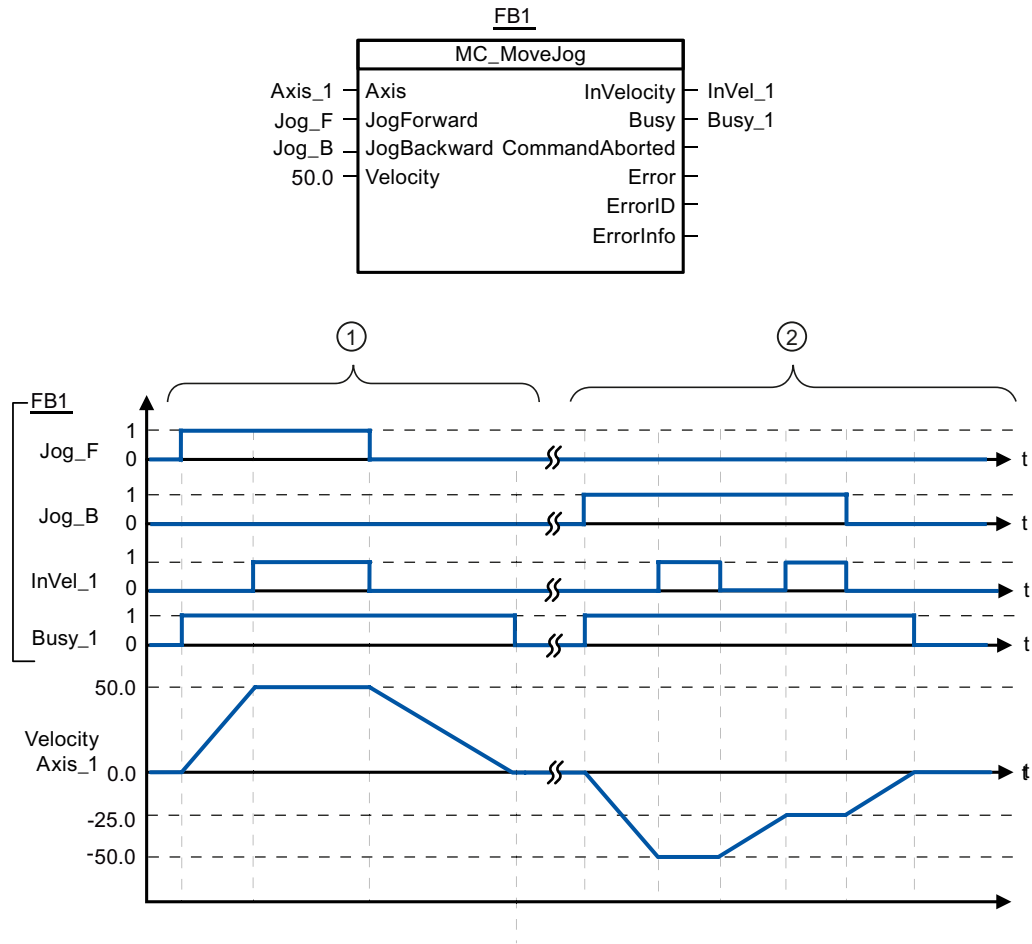 FB1
MC_MoveJog
Axis_1 Axis InVelocity InVel_1
Jog_F JogForward Busy Busy_1
Jog_B JogBackward CommandAborted
50.0 Velocity Error
ErrorID
ErrorInfo
1 2
FB1
1
Jog_F 0 t
1
Jog_B 0 t
1
InVel_1 0 t
1
Busy_1 0 t
50.0
Velocity
Axis_1 0.0 t
-25.0
-50.0